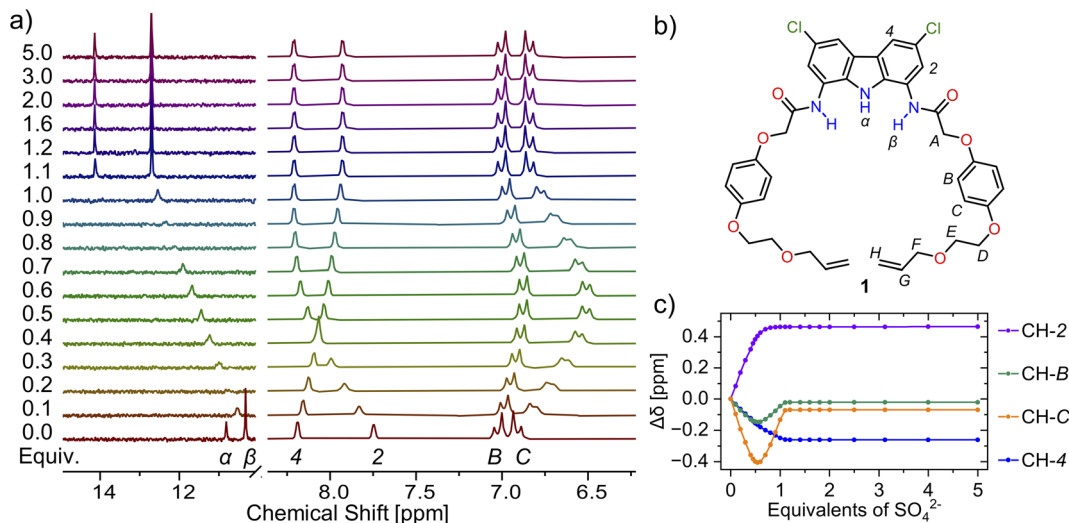 a)
5.0
3.0
2.0
1.6
1.2
1.1
1.0
0.9
0.8
0.7
0.6
0.5
0.4
0.3
0.2
0.1
0.0
Equiv.
α β 4 2 B C
14 12 8.0 7.5 7.0 6.5
Chemical Shift [ppm]
b)
Cl Cl
4
2
O N N N O
H H H
α
β A
O O
B
C
O O
E
H F D
O O
G
1
c)
0.4
0.2
0.0
−0.2
−0.4
Δδ [ppm]
0 1 2 3 4 5
Equivalents of SO₄²⁻
CH-2
CH-B
CH-C
CH-4